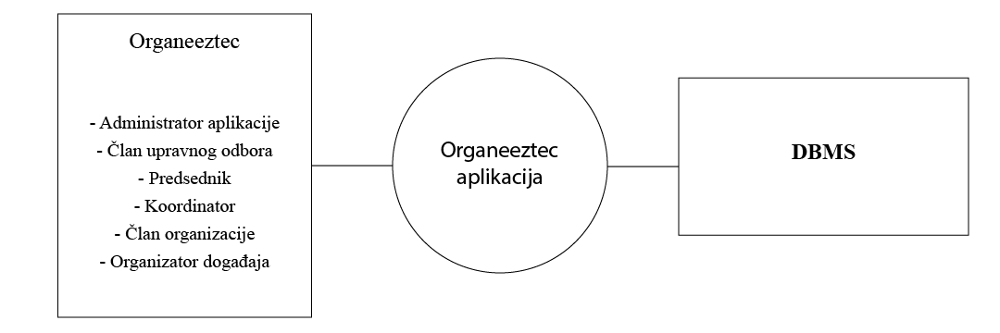 Organeeztec
- Administrator aplikacije
- Član upravnog odbora
- Predsednik
- Koordinator
- Član organizacije
- Organizator događaja
Organeeztec
aplikacija
DBMS